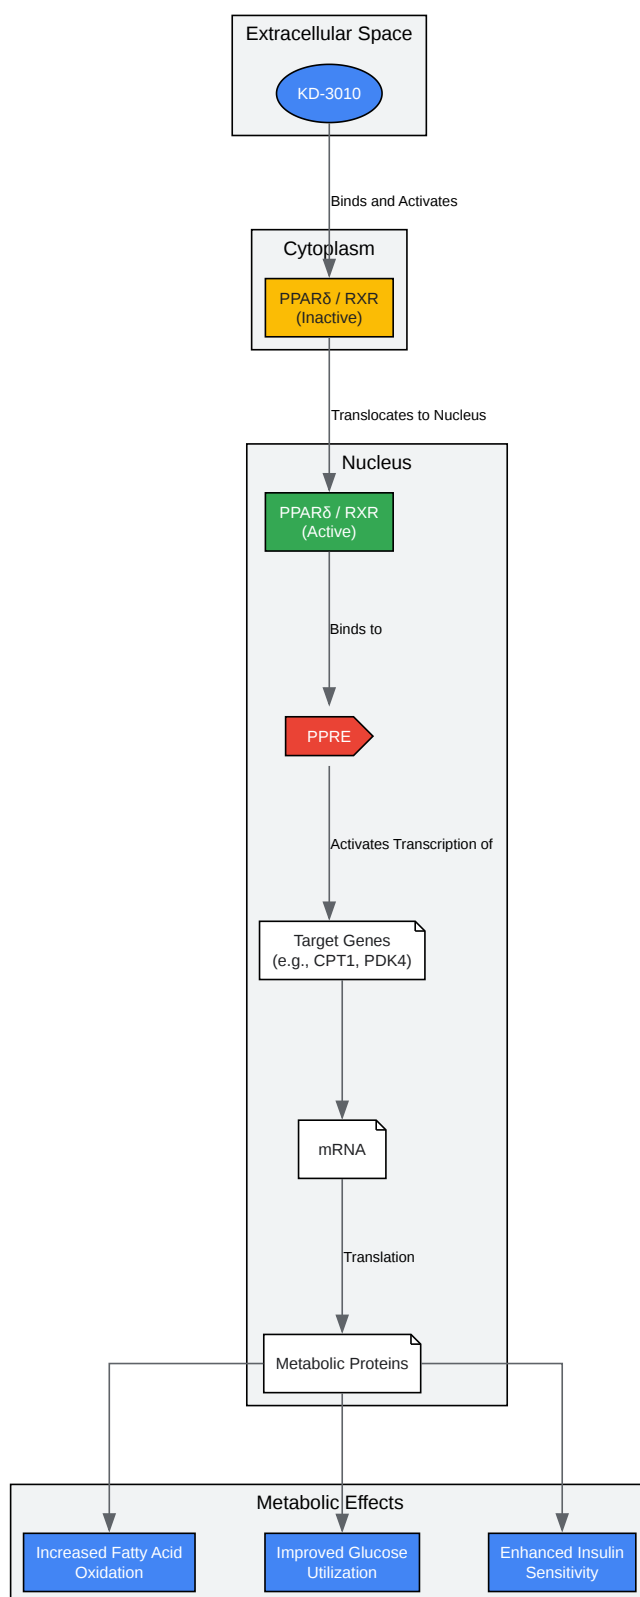 Extracellular Space
KD-3010
Binds and Activates
Cytoplasm
PPARδ / RXR
(Inactive)
Translocates to Nucleus
Nucleus
PPARδ / RXR
(Active)
Binds to
PPRE
Activates Transcription of
Target Genes
(e.g., CPT1, PDK4)
mRNA
Translation
Metabolic Proteins
Metabolic Effects
Increased Fatty Acid
Oxidation
Improved Glucose
Utilization
Enhanced Insulin
Sensitivity